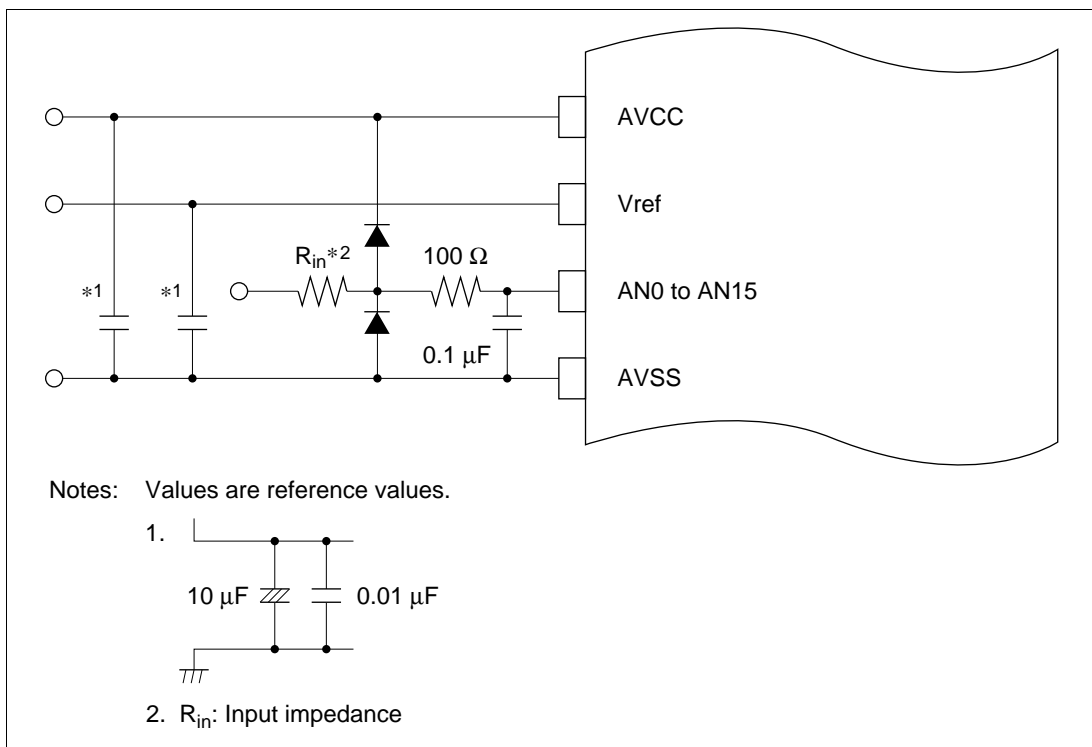 AVCC
Vref
Rin*2
100 Ω
*1
*1
AN0 to AN15
0.1 μF
AVSS
Notes: Values are reference values.
1.
10 μF
0.01 μF
2. Rin: Input impedance